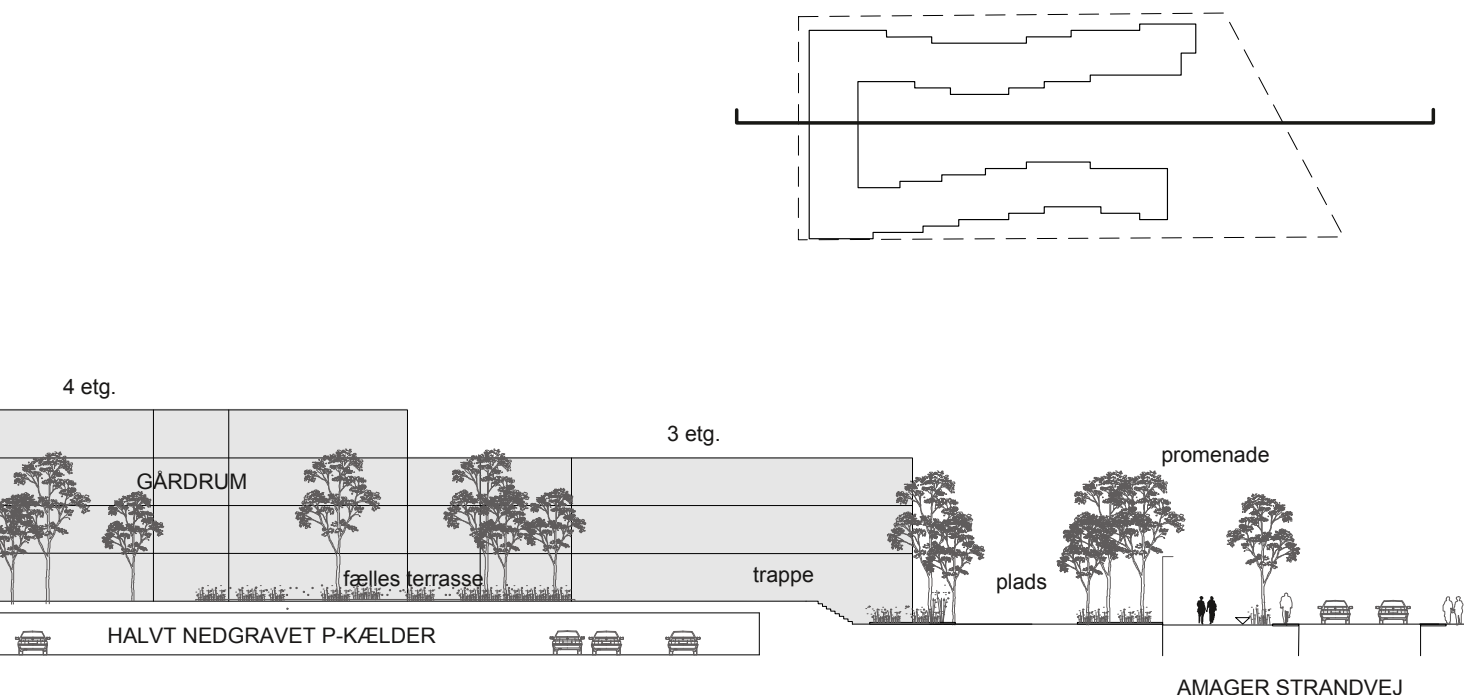 4 etg.
3 etg.
promenade
GÅRDRUM
fælles terrasse
trappe
plads
HALVT NEDGRAVET P-KÆLDER
AMAGER STRANDVEJ